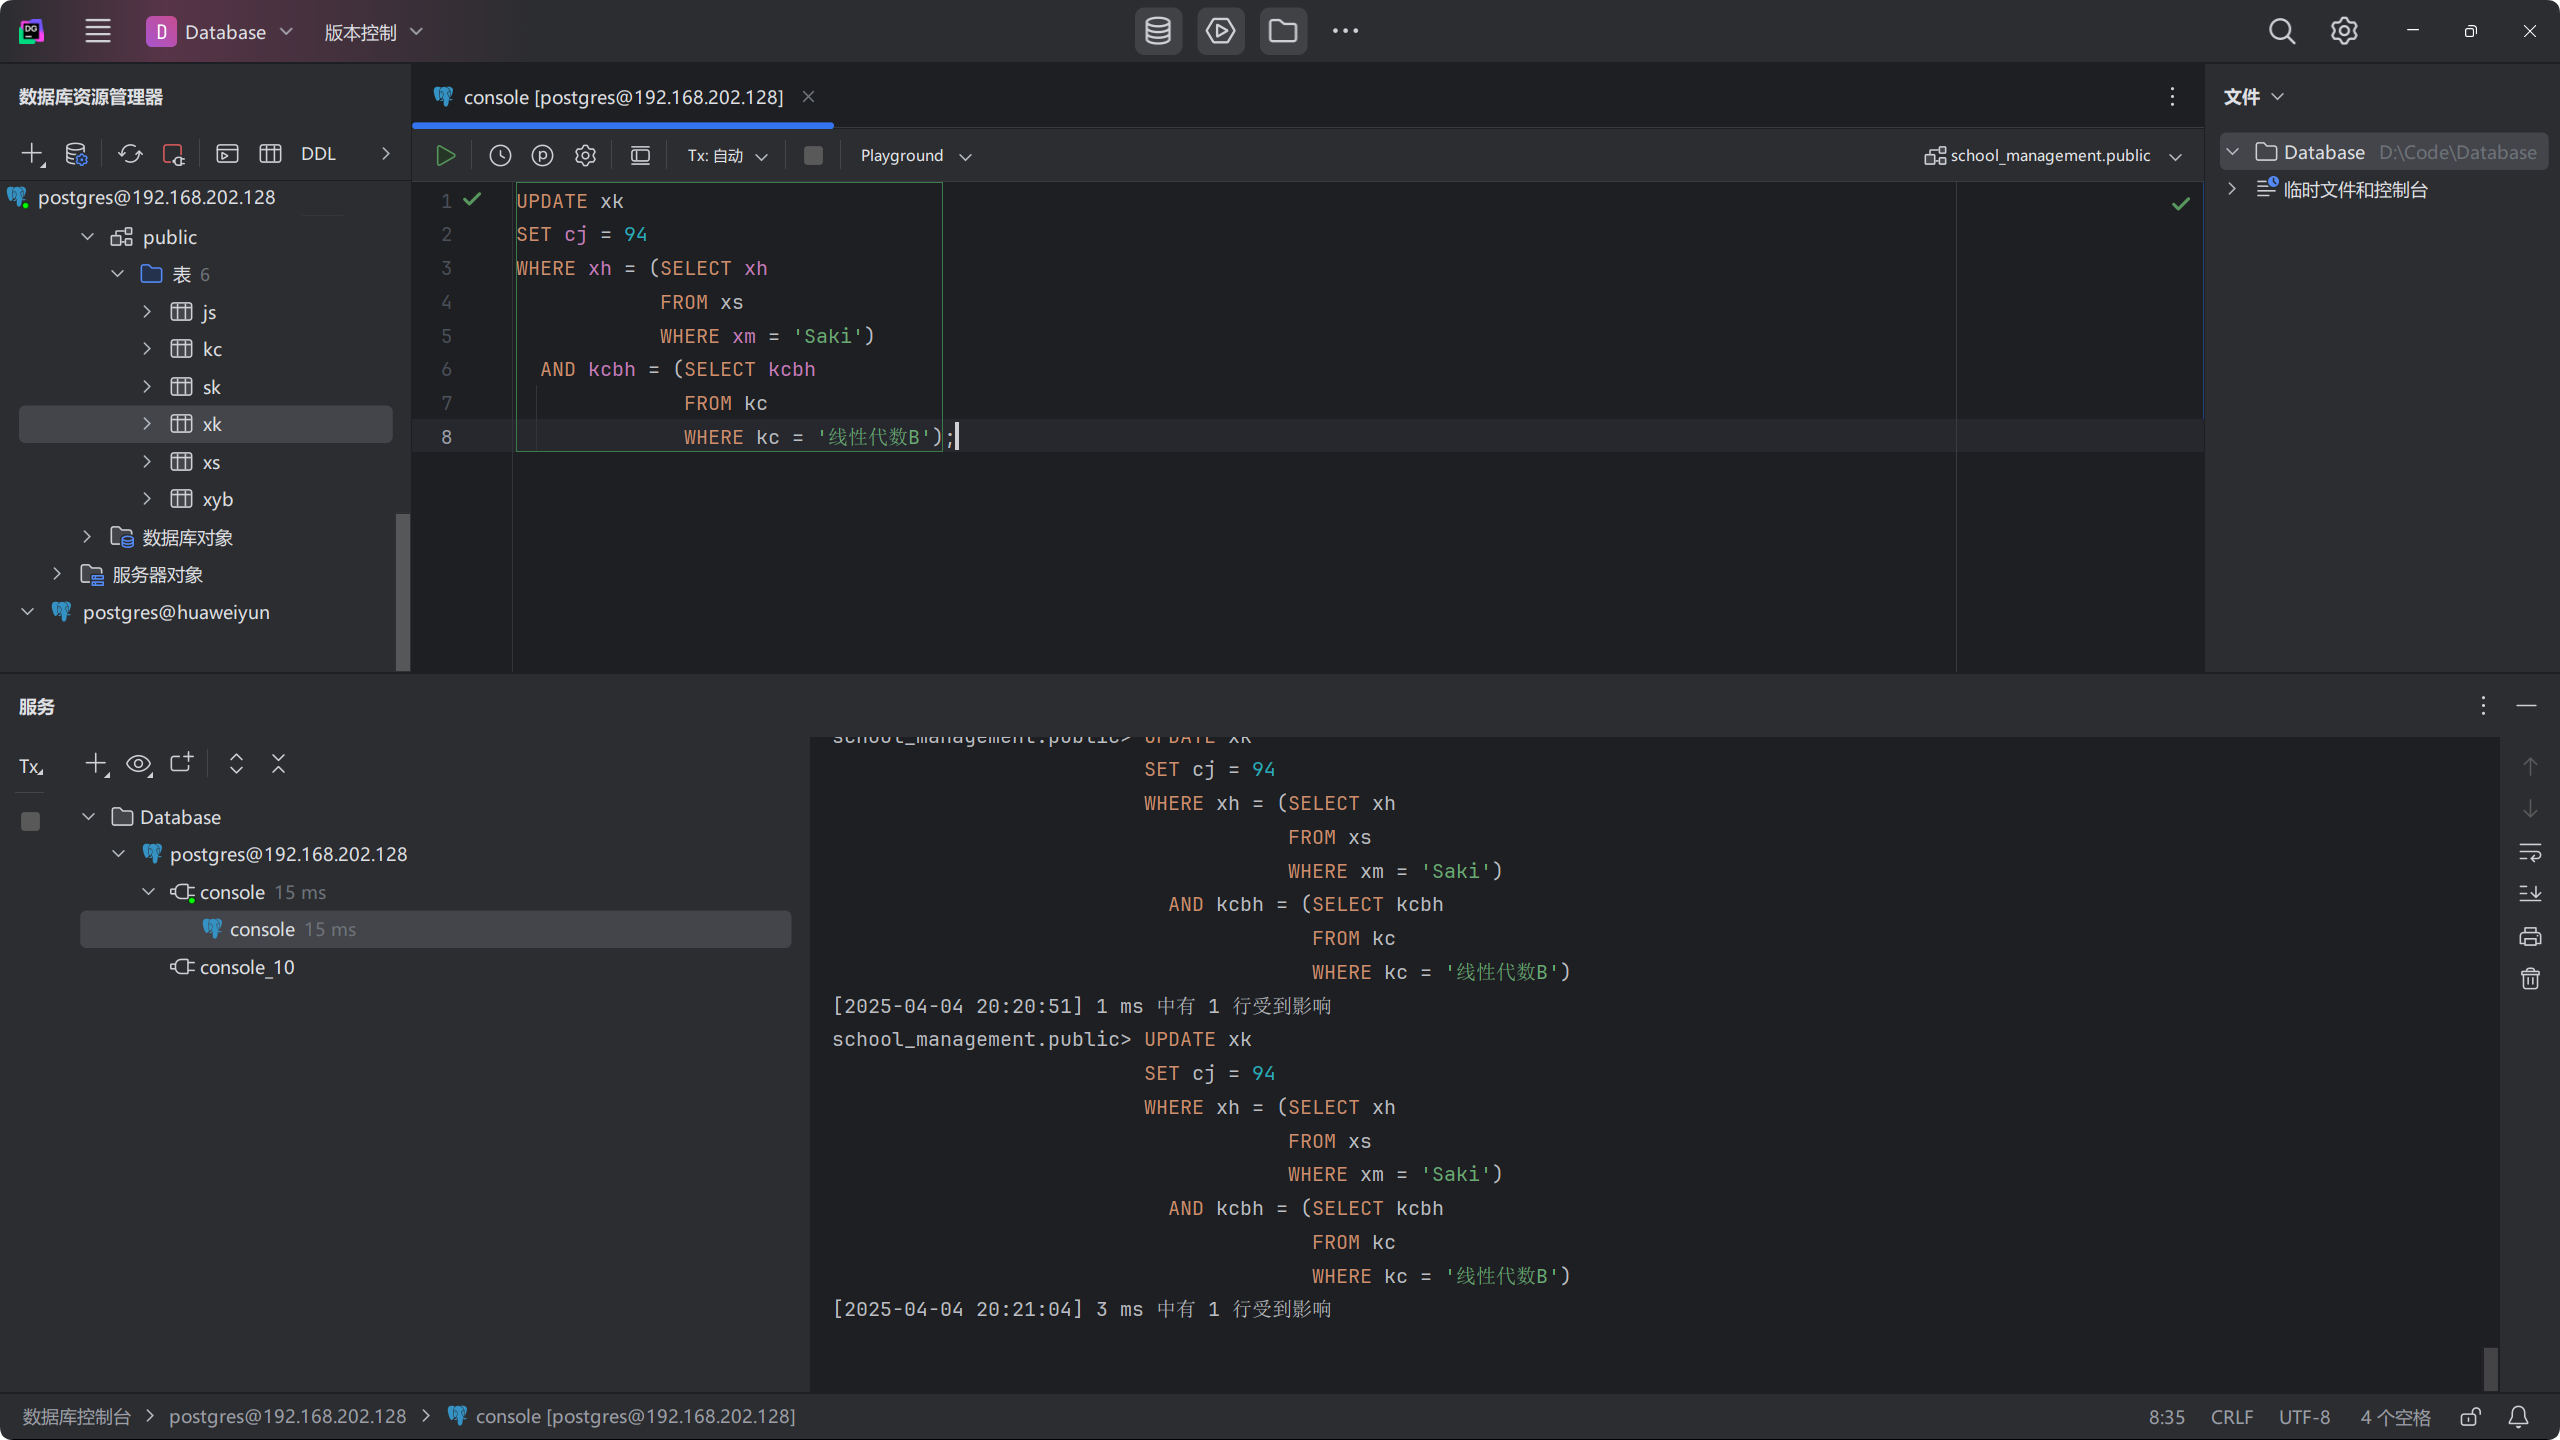 D Database 版本控制
数据库资源管理器
DDL
postgres@192.168.202.128
public
表 6
js
kc
sk
xk
xs
xyb
数据库对象
服务器对象
postgres@huaweiyun
console [postgres@192.168.202.128]
Tx: 自动 Playground school_management.public
1 UPDATE xk
2 SET cj = 94
3 WHERE xh = (SELECT xh
4 FROM xs
5 WHERE xm = 'Saki')
6 AND kcbh = (SELECT kcbh
7 FROM kc
8 WHERE kc = '线性代数B');
文件
Database D:\Code\Database
临时文件和控制台
服务
Tx
Database
postgres@192.168.202.128
console 15 ms
console 15 ms
console_10
school_management.public> UPDATE xk
SET cj = 94
WHERE xh = (SELECT xh
FROM xs
WHERE xm = 'Saki')
AND kcbh = (SELECT kcbh
FROM kc
WHERE kc = '线性代数B')
[2025-04-04 20:20:51] 1 ms 中有 1 行受到影响
school_management.public> UPDATE xk
SET cj = 94
WHERE xh = (SELECT xh
FROM xs
WHERE xm = 'Saki')
AND kcbh = (SELECT kcbh
FROM kc
WHERE kc = '线性代数B')
[2025-04-04 20:21:04] 3 ms 中有 1 行受到影响
数据库控制台 postgres@192.168.202.128 console [postgres@192.168.202.128]
8:35 CRLF UTF-8 4 个空格